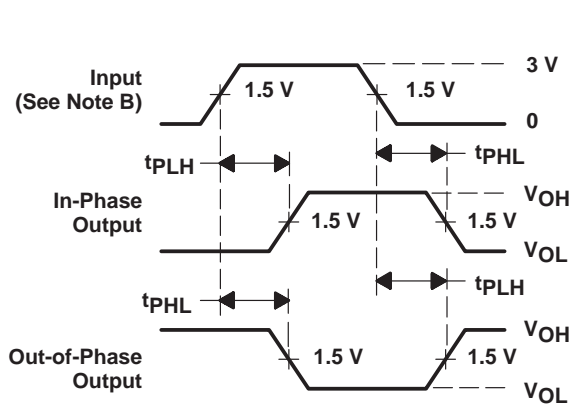 Input
(See Note B)
1.5 V
1.5 V
3 V
0
tPLH
tPHL
In-Phase
Output
1.5 V
1.5 V
VOH
VOL
tPHL
tPLH
Out-of-Phase
Output
1.5 V
1.5 V
VOH
VOL